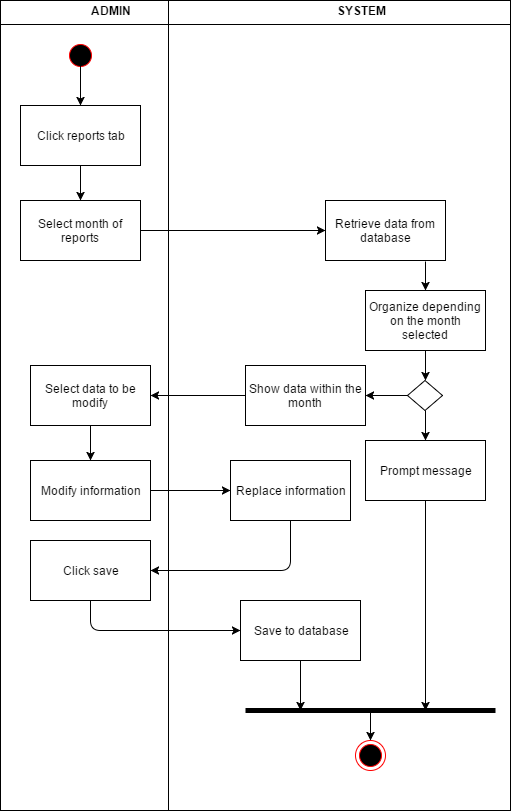 ADMIN
SYSTEM
Click reports tab
Select month of
reports
Retrieve data from
database
Organize depending
on the month
selected
Select data to be
modify
Show data within the
month
Prompt message
Modify information
Replace information
Click save
Save to database